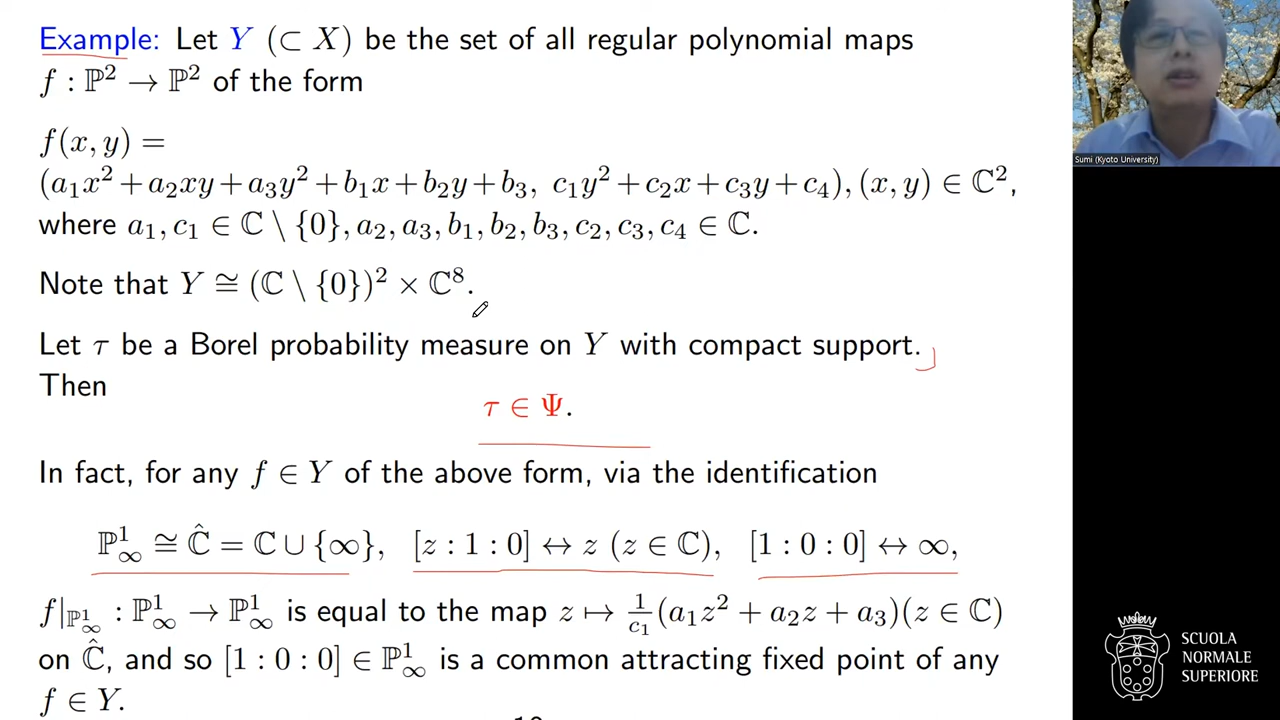 Example: Let Y (⊂ X) be the set of all regular polynomial maps
f : ℙ² → ℙ² of the form
f(x, y) =
(a₁x² + a₂xy + a₃y² + b₁x + b₂y + b₃, c₁y² + c₂x + c₃y + c₄), (x, y) ∈ ℂ²,
where a₁, c₁ ∈ ℂ \ {0}, a₂, a₃, b₁, b₂, b₃, c₂, c₃, c₄ ∈ ℂ.
Note that Y ≅ (ℂ \ {0})² × ℂ⁸.
Let τ be a Borel probability measure on Y with compact support.
Then
τ ∈ Ψ.
In fact, for any f ∈ Y of the above form, via the identification
ℙ¹_∞ ≅ Ĉ = ℂ ∪ {∞}, [z : 1 : 0] ↔ z (z ∈ ℂ), [1 : 0 : 0] ↔ ∞,
f|_{ℙ¹_∞} : ℙ¹_∞ → ℙ¹_∞ is equal to the map z ↦ 1/c₁ (a₁z² + a₂z + a₃)(z ∈ ℂ)
on Ĉ, and so [1 : 0 : 0] ∈ ℙ¹_∞ is a common attracting fixed point of any
f ∈ Y.
Sumi (Kyoto University)
SCUOLA
NORMALE
SUPERIORE